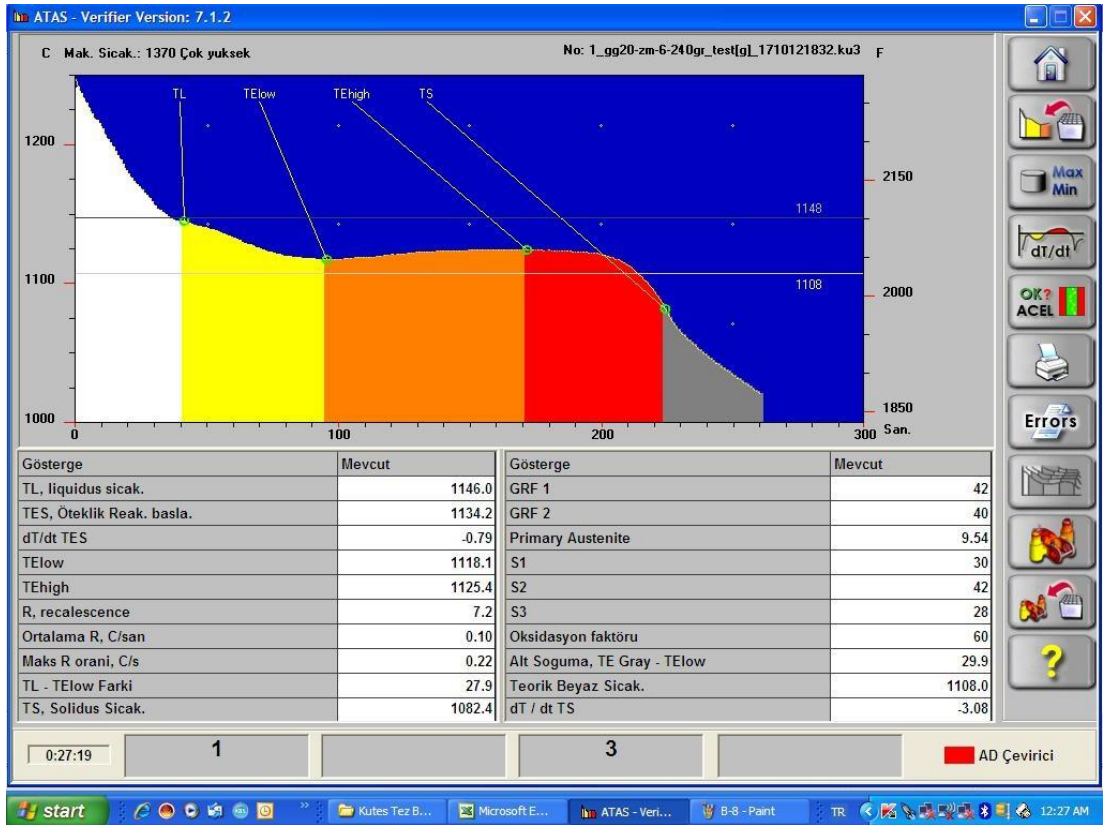 ATAS - Verifier Version: 7.1.2
C Mak. Sicak.: 1370 Çok yuksek No: 1_gg20-zm-6-240gr_test[g]_1710121832.ku3 F
TL TElow TEhigh TS
1200
2150
1148
1100
1108
2000
1000
1850
0 100 200 300 San.
Max
Min
dT/dt
OK?
ACEL
Errors
?
Gösterge Mevcut Gösterge Mevcut
TL, liquidus sicak. 1146.0 GRF 1 42
TES, Öteklik Reak. basla. 1134.2 GRF 2 40
dT/dt TES -0.79 Primary Austenite 9.54
TElow 1118.1 S1 30
TEhigh 1125.4 S2 42
R, recalescence 7.2 S3 28
Ortalama R, C/san 0.10 Oksidasyon faktöru 60
Maks R orani, C/s 0.22 Alt Soguma, TE Gray - TElow 29.9
TL - TElow Farki 27.9 Teorik Beyaz Sicak. 1108.0
TS, Solidus Sicak. 1082.4 dT / dt TS -3.08
0:27:19 1 3 AD Çevirici
start Kutes Tez B... Microsoft E... ATAS - Veri... B-8 - Paint TR 12:27 AM